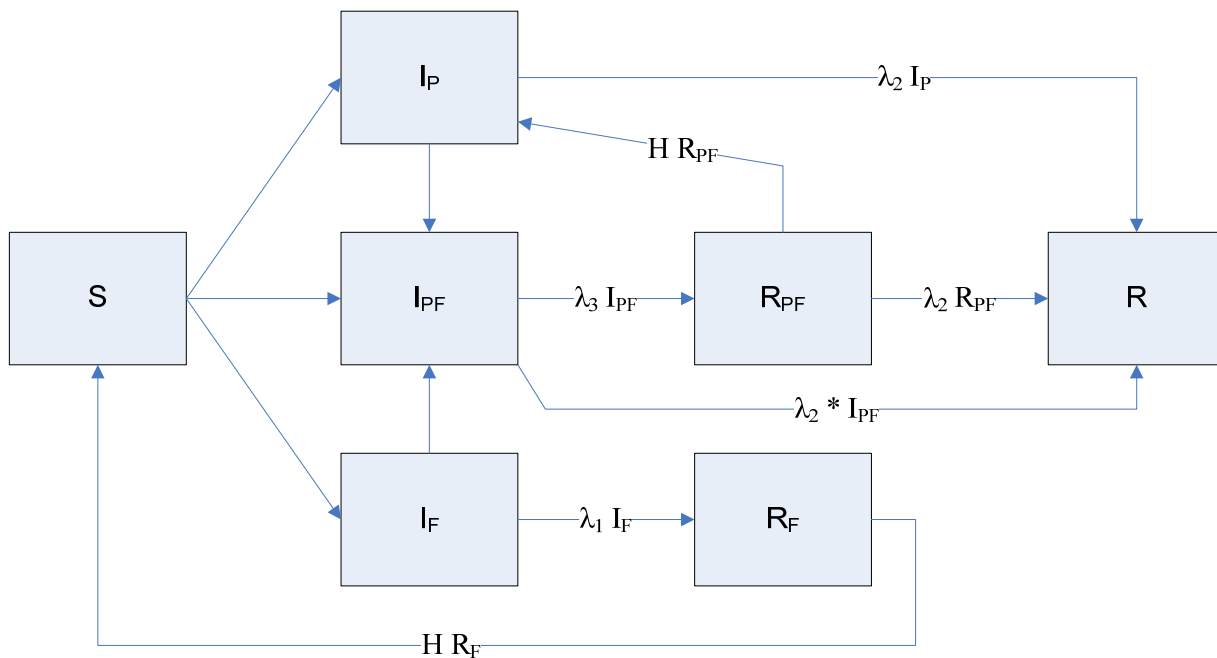 I_P
λ₂ I_P
H R_PF
S
I_PF
λ₃ I_PF
R_PF
λ₂ R_PF
R
λ₂ * I_PF
I_F
λ₁ I_F
R_F
H R_F